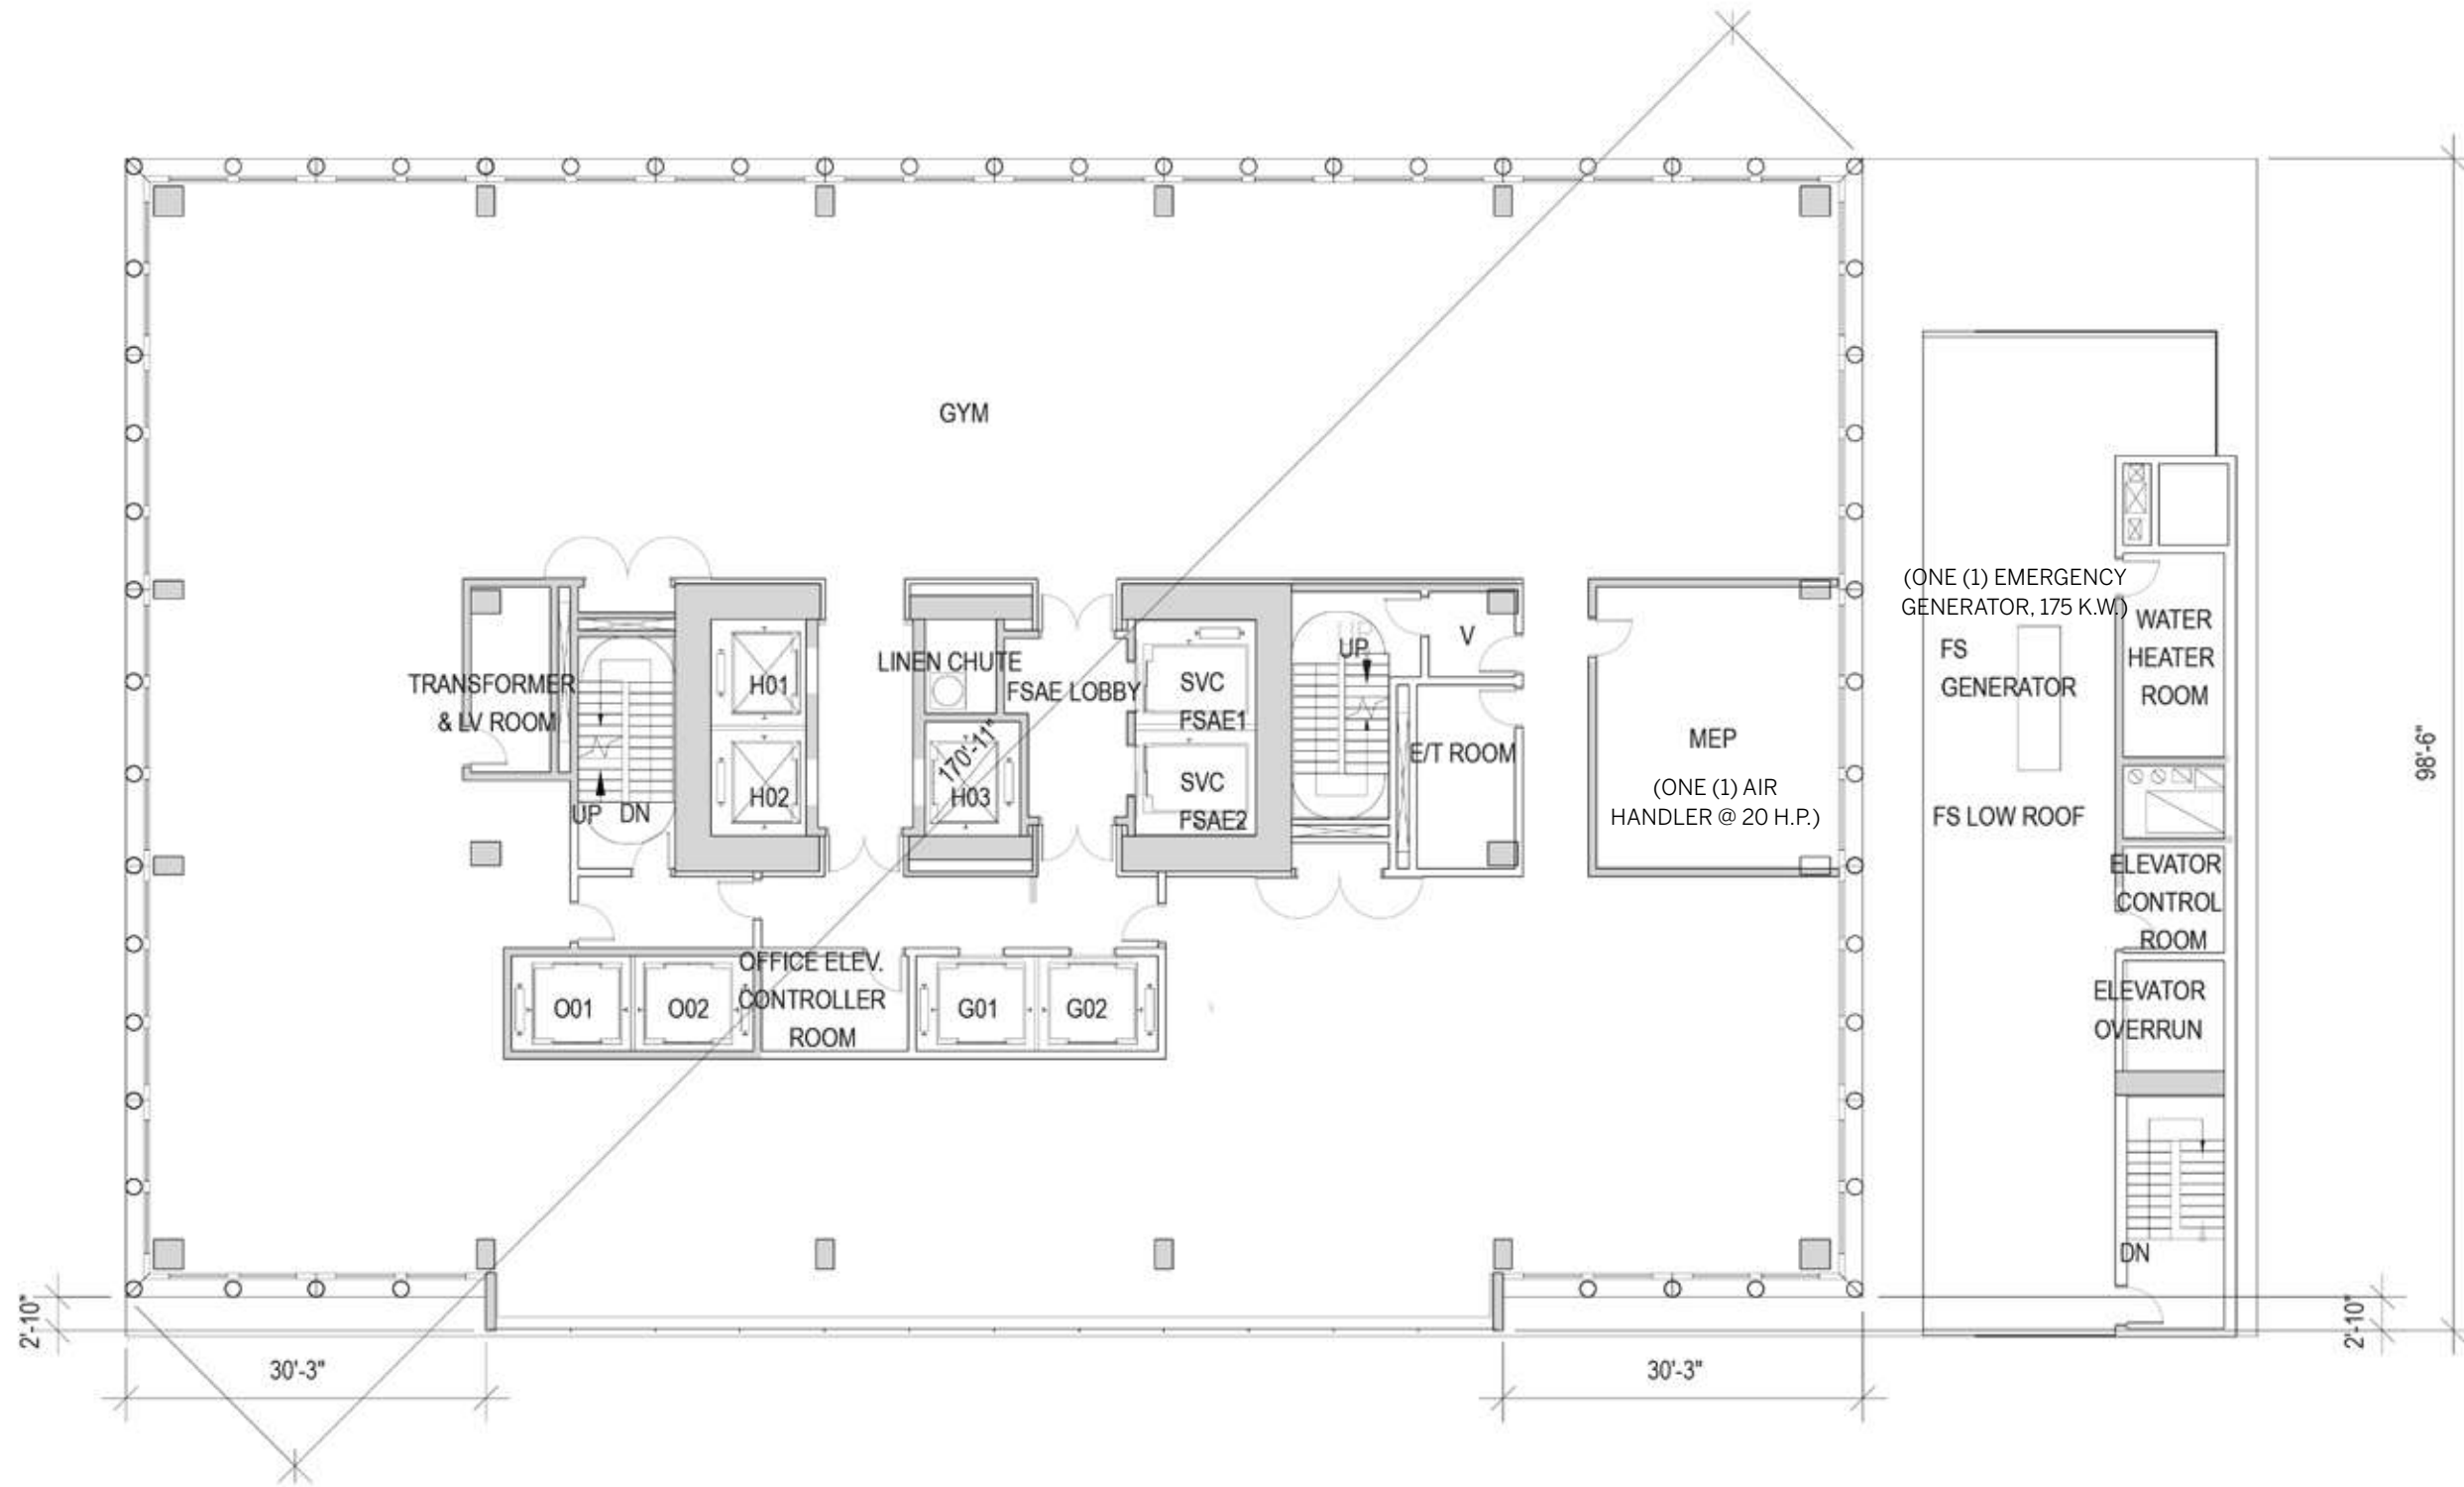 GYM
(ONE (1) EMERGENCY
GENERATOR, 175 K.W.)
WATER
HEATER
ROOM
FS
GENERATOR
UP
UP
V
LINEN CHUTE
FSAE LOBBY
H01
SVC
FSAE1
TRANSFORMER
& LV ROOM
170'-11"
E/T ROOM
MEP
(ONE (1) AIR
HANDLER @ 20 H.P.)
98'-6"
H02
H03
SVC
FSAE2
UP
DN
FS LOW ROOF
ELEVATOR
CONTROL
ROOM
OFFICE ELEV.
CONTROLLER
ROOM
O01
O02
G01
G02
ELEVATOR
OVERRUN
DN
2'-10"
2'-10"
30'-3"
30'-3"